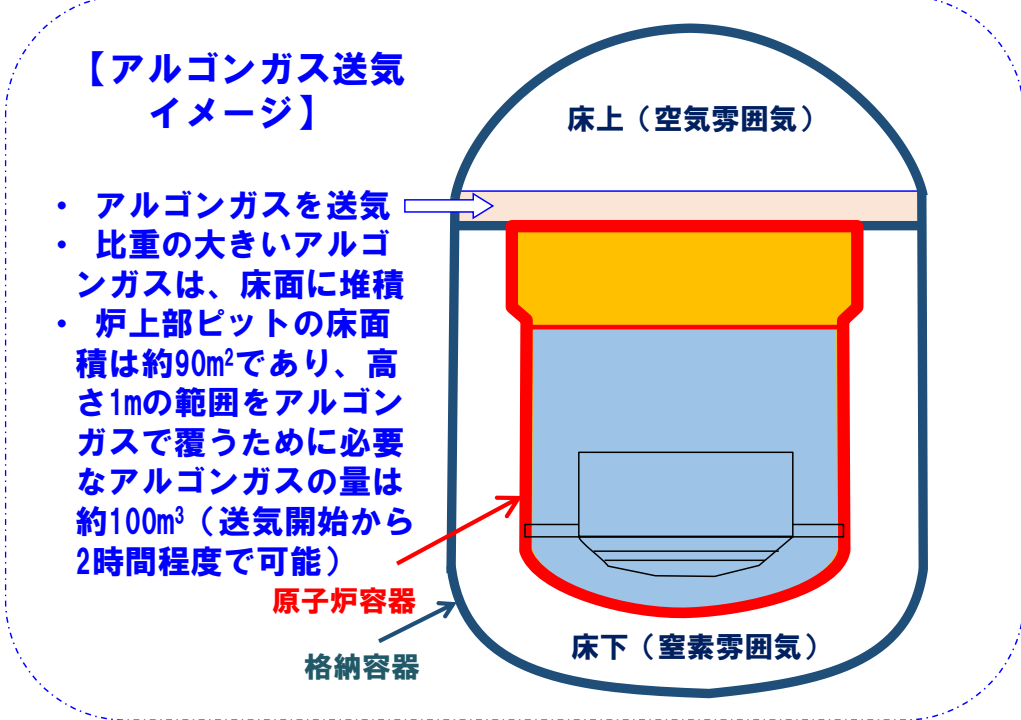 【アルゴンガス送気
イメージ】
・ アルゴンガスを送気
・ 比重の大きいアルゴ
ンガスは、床面に堆積
・ 炉上部ピットの床面
積は約90m²であり、高
さ1mの範囲をアルゴン
ガスで覆うために必要
なアルゴンガスの量は
約100m³（送気開始から
2時間程度で可能）
原子炉容器
格納容器
床上（空気雰囲気）
床下（窒素雰囲気）